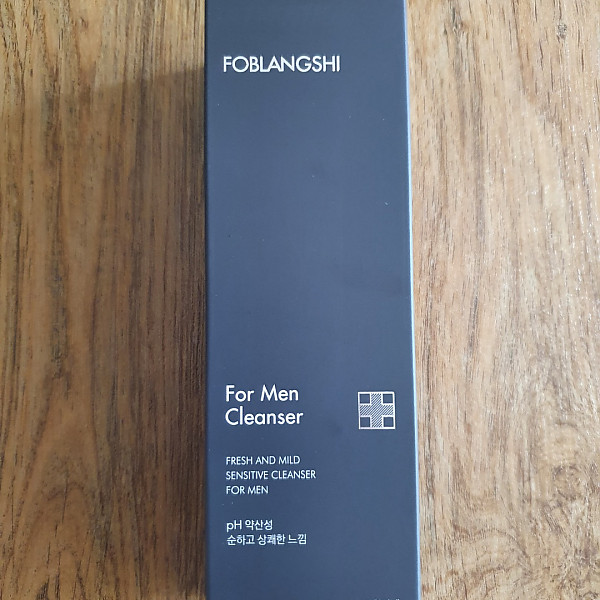 FOBLANGSHI
For Men
Cleanser
FRESH AND MILD
SENSITIVE CLEANSER
FOR MEN
pH 약산성
순하고 상쾌한 느낌